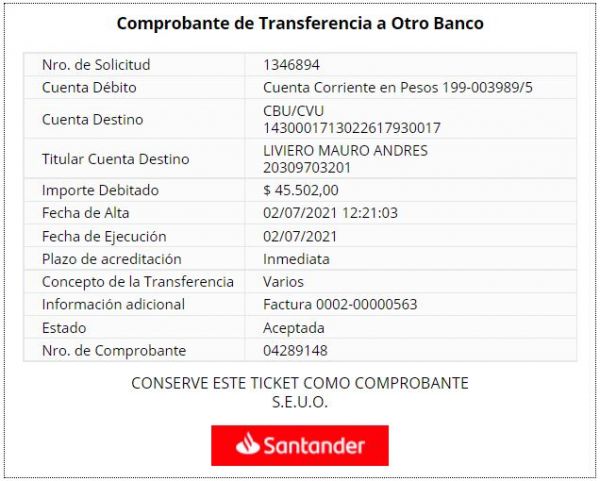 Comprobante de Transferencia a Otro Banco
Nro. de Solicitud 1346894
Cuenta Débito Cuenta Corriente en Pesos 199-003989/5
Cuenta Destino CBU/CVU
1430001713022617930017
Titular Cuenta Destino LIVIERO MAURO ANDRES
20309703201
Importe Debitado $ 45.502,00
Fecha de Alta 02/07/2021 12:21:03
Fecha de Ejecución 02/07/2021
Plazo de acreditación Inmediata
Concepto de la Transferencia Varios
Información adicional Factura 0002-00000563
Estado Aceptada
Nro. de Comprobante 04289148
CONSERVE ESTE TICKET COMO COMPROBANTE
S.E.U.O.
Santander